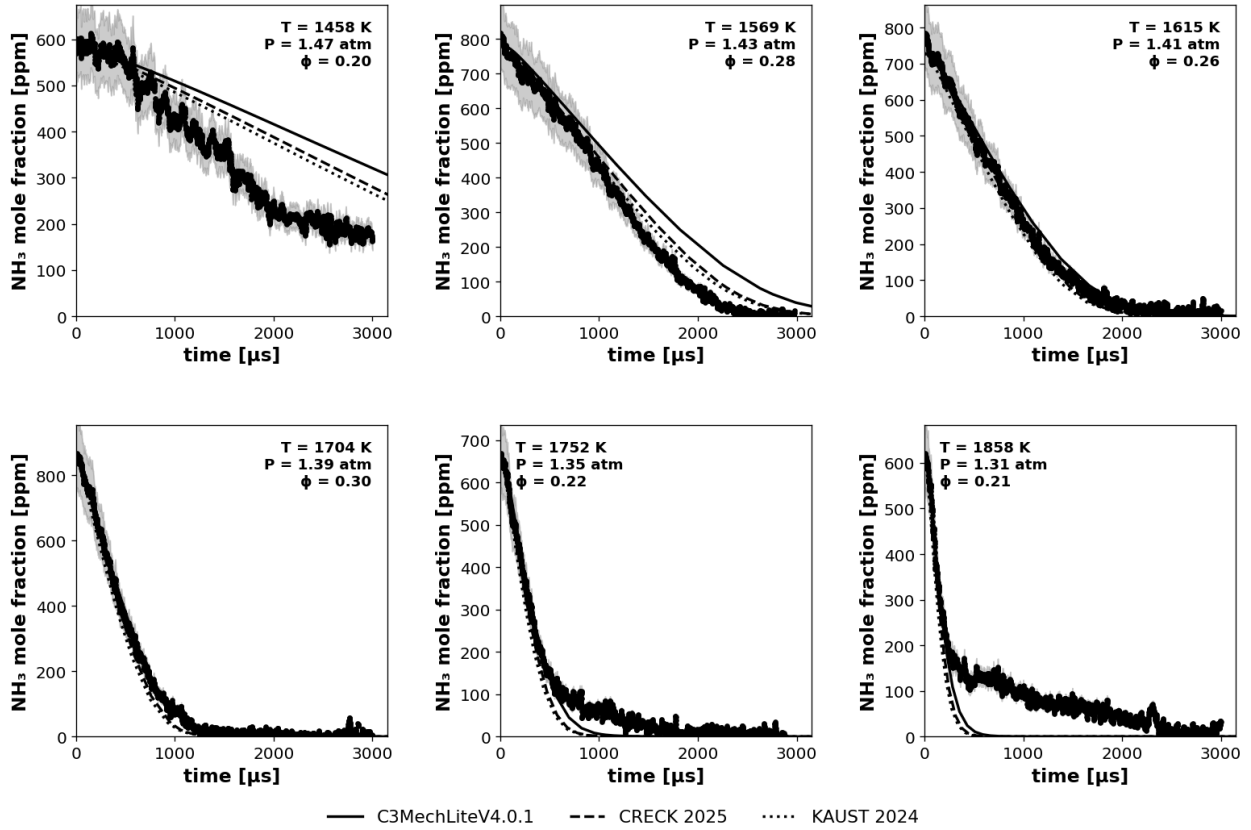 T = 1458 K
P = 1.47 atm
ϕ = 0.20
NH₃ mole fraction [ppm]
600
500
400
300
200
100
0
0 1000 2000 3000
time [µs]
T = 1569 K
P = 1.43 atm
ϕ = 0.28
NH₃ mole fraction [ppm]
800
700
600
500
400
300
200
100
0
0 1000 2000 3000
time [µs]
T = 1615 K
P = 1.41 atm
ϕ = 0.26
NH₃ mole fraction [ppm]
800
700
600
500
400
300
200
100
0
0 1000 2000 3000
time [µs]
T = 1704 K
P = 1.39 atm
ϕ = 0.30
NH₃ mole fraction [ppm]
800
600
400
200
0
0 1000 2000 3000
time [µs]
T = 1752 K
P = 1.35 atm
ϕ = 0.22
NH₃ mole fraction [ppm]
700
600
500
400
300
200
100
0
0 1000 2000 3000
time [µs]
T = 1858 K
P = 1.31 atm
ϕ = 0.21
NH₃ mole fraction [ppm]
600
500
400
300
200
100
0
0 1000 2000 3000
time [µs]
C3MechLiteV4.0.1 CRECK 2025 KAUST 2024